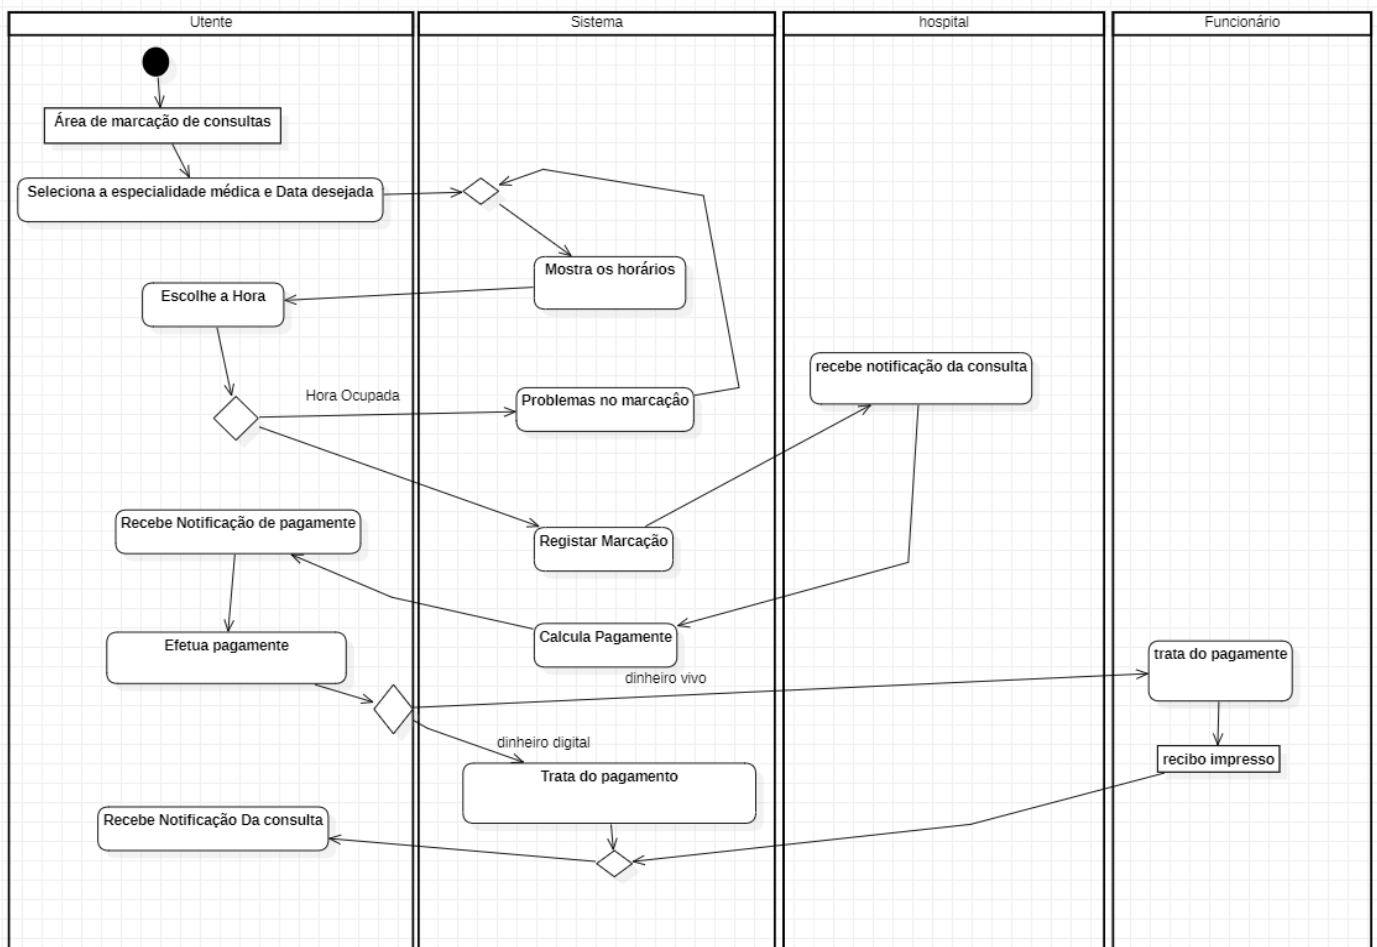 Utente
Sistema
hospital
Funcionário
Área de marcação de consultas
Seleciona a especialidade médica e Data desejada
Mostra os horários
Escolhe a Hora
recebe notificação da consulta
Hora Ocupada
Problemas no marcação
Recebe Notificação de pagamente
Registar Marcação
Efetua pagamente
Calcula Pagamente
trata do pagamente
dinheiro vivo
dinheiro digital
recibo impresso
Trata do pagamento
Recebe Notificação Da consulta